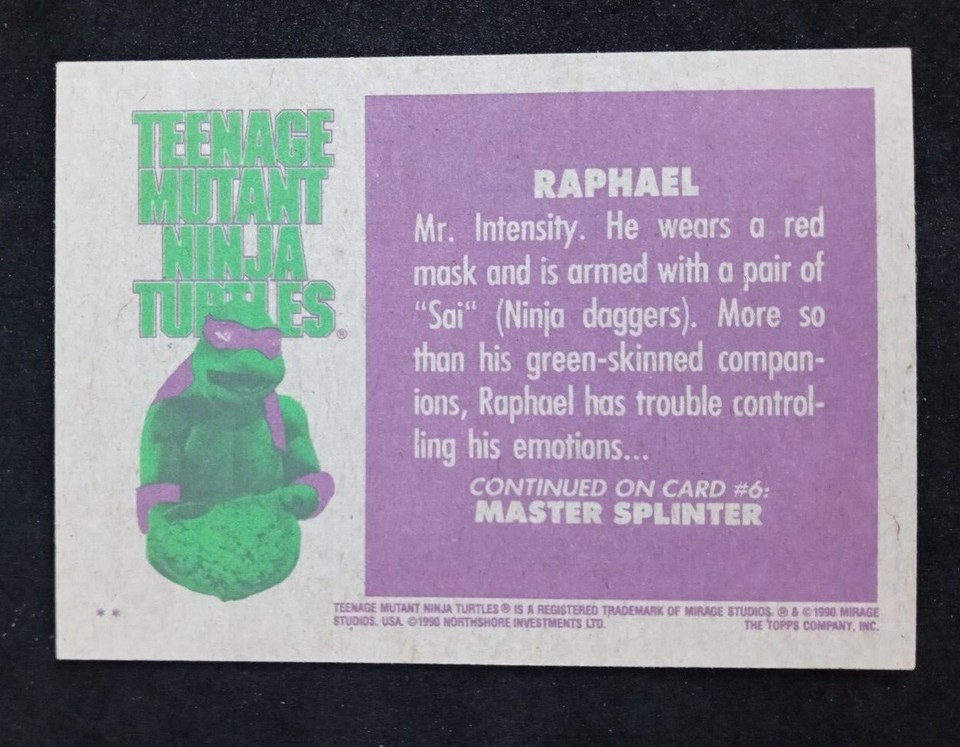 TEENAGE
MUTANT
NINJA
TURTLES®
RAPHAEL
Mr. Intensity. He wears a red
mask and is armed with a pair of
“Sai“ (Ninja daggers). More so
than his green-skinned compan-
ions, Raphael has trouble control-
ling his emotions...
CONTINUED ON CARD #6:
MASTER SPLINTER
* *
TEENAGE MUTANT NINJA TURTLES® IS A REGISTERED TRADEMARK OF MIRAGE STUDIOS. ® & ©1990 MIRAGE
STUDIOS, USA. ©1990 NORTHSHORE INVESTMENTS LTD. THE TOPPS COMPANY, INC.